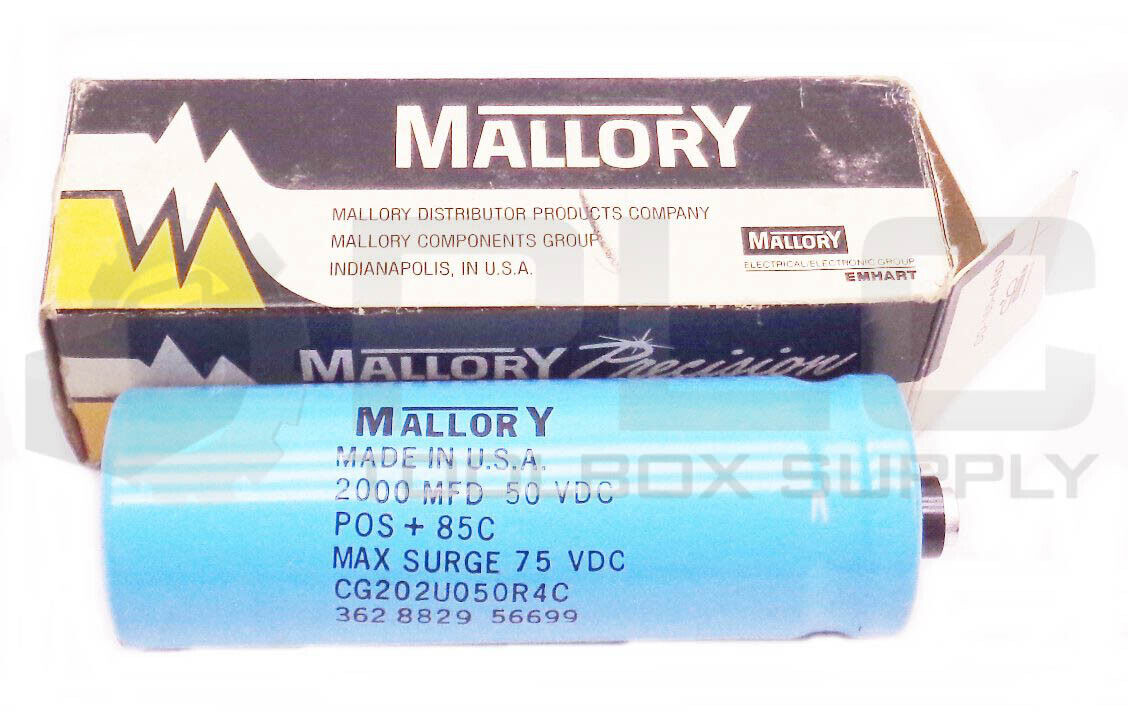 MALLORY
MALLORY DISTRIBUTOR PRODUCTS COMPANY
MALLORY COMPONENTS GROUP
INDIANAPOLIS, IN U.S.A.
MALLORY
ELECTRICAL/ELECTRONIC GROUP
EMHART
MALLORY Precision
MALLORY
MADE IN U.S.A.
2000 MFD 50 VDC
POS + 85C
MAX SURGE 75 VDC
CG202U050R4C
362 8829 56699
PLC
BOX SUPPLY